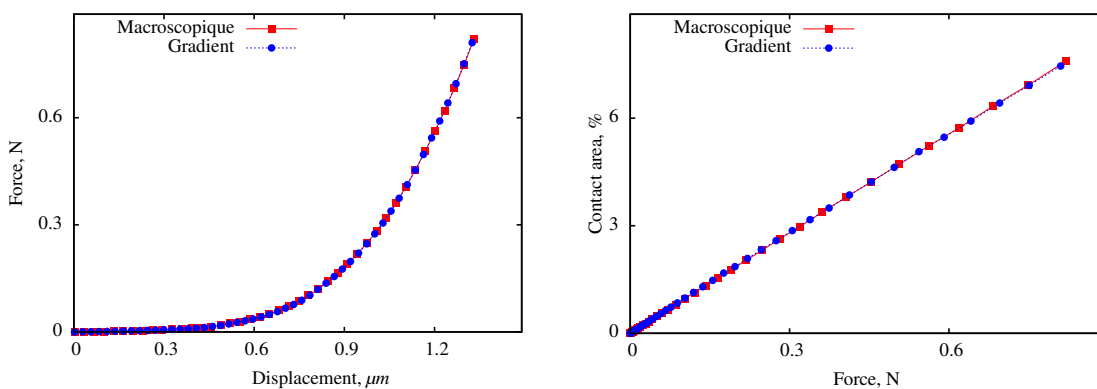 Macroscopique
Gradient
0.6
0.3
0
Force, N
0 0.3 0.6 0.9 1.2
Displacement, μm
Macroscopique
Gradient
6
3
0
Contact area, %
0 0.3 0.6
Force, N